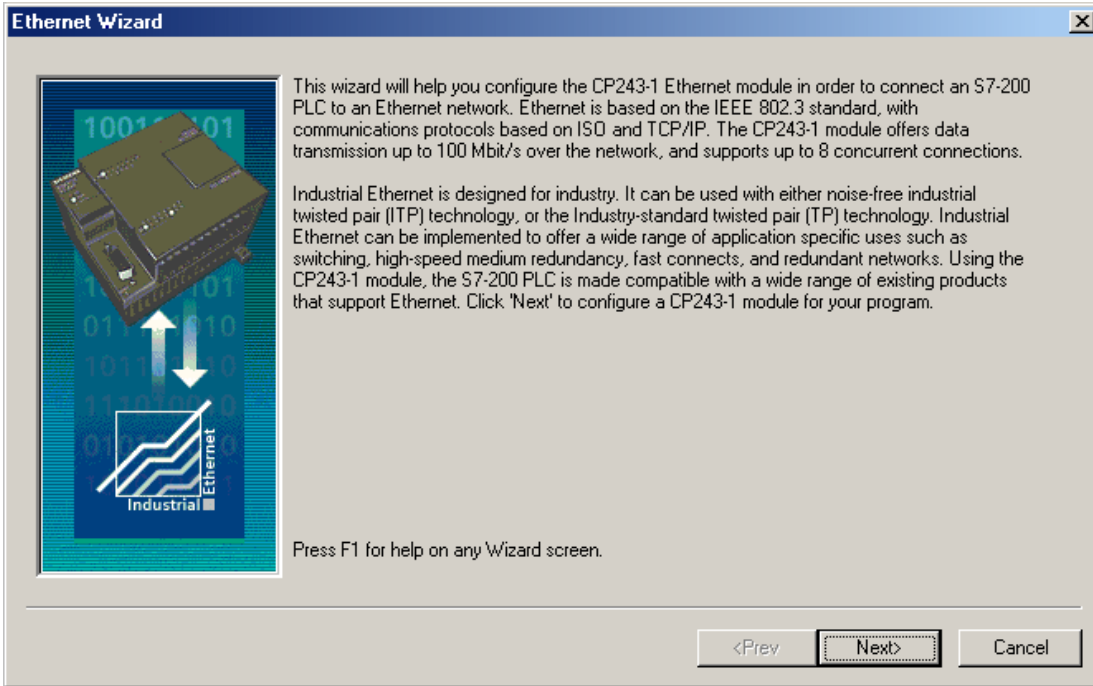 Ethernet Wizard
This wizard will help you configure the CP243-1 Ethernet module in order to connect an S7-200
PLC to an Ethernet network. Ethernet is based on the IEEE 802.3 standard, with
communications protocols based on ISO and TCP/IP. The CP243-1 module offers data
transmission up to 100 Mbit/s over the network, and supports up to 8 concurrent connections.
Industrial Ethernet is designed for industry. It can be used with either noise-free industrial
twisted pair (ITP) technology, or the Industry-standard twisted pair (TP) technology. Industrial
Ethernet can be implemented to offer a wide range of application specific uses such as
switching, high-speed medium redundancy, fast connects, and redundant networks. Using the
CP243-1 module, the S7-200 PLC is made compatible with a wide range of existing products
that support Ethernet. Click 'Next' to configure a CP243-1 module for your program.
Industrial
Ethernet
Press F1 for help on any Wizard screen.
<Prev
Next>
Cancel